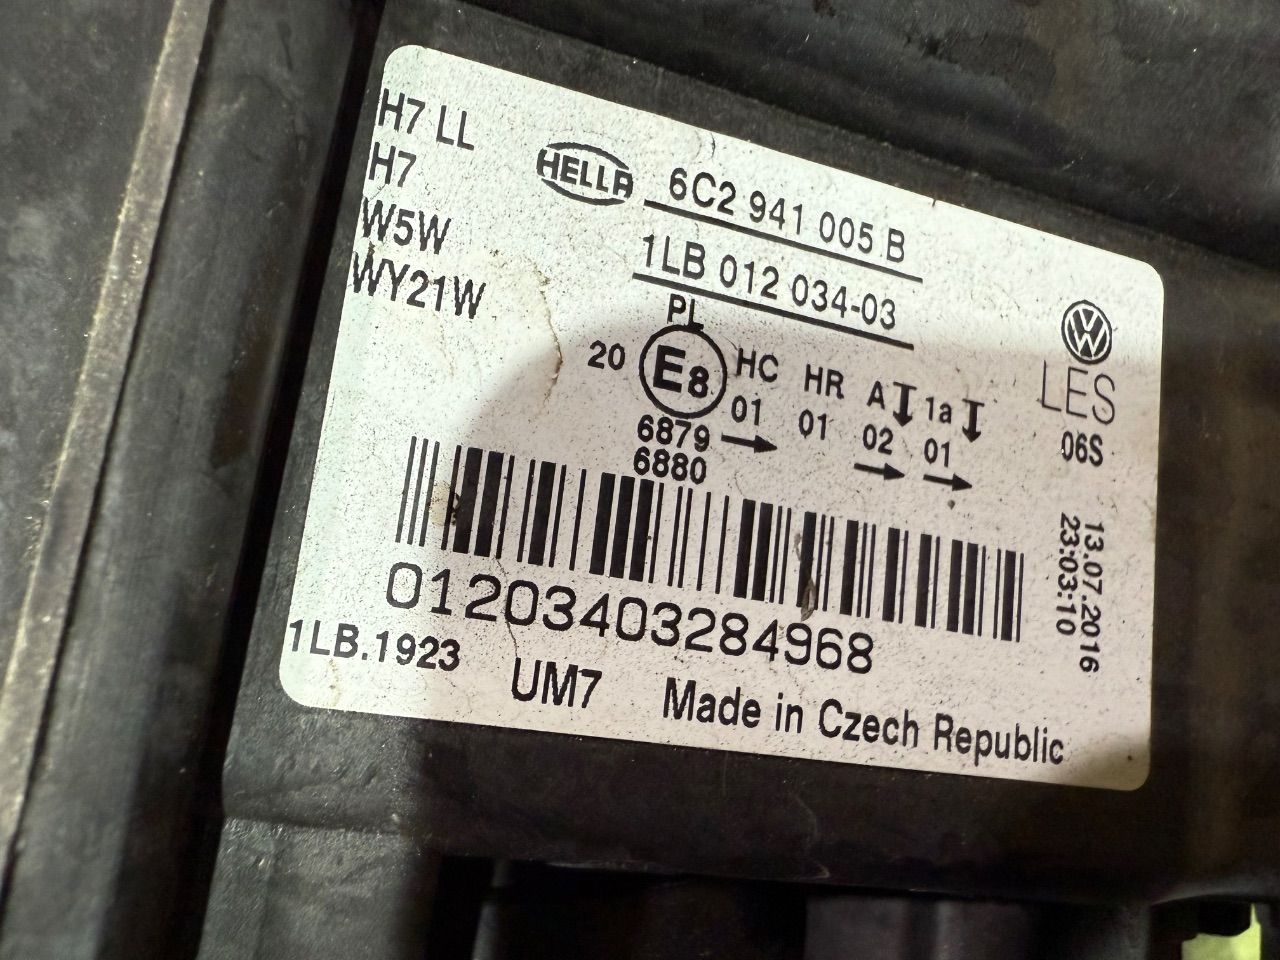 H7 LL
H7
W5W
WY21W
HELLA
6C2 941 005 B
1LB 012 034-03
PL
20 E8 HC HR A 1a
01 01 02 01
6879
6880
LES
06S
13.07.2016
23:03:10
01203403284968
1LB.1923
UM7
Made in Czech Republic